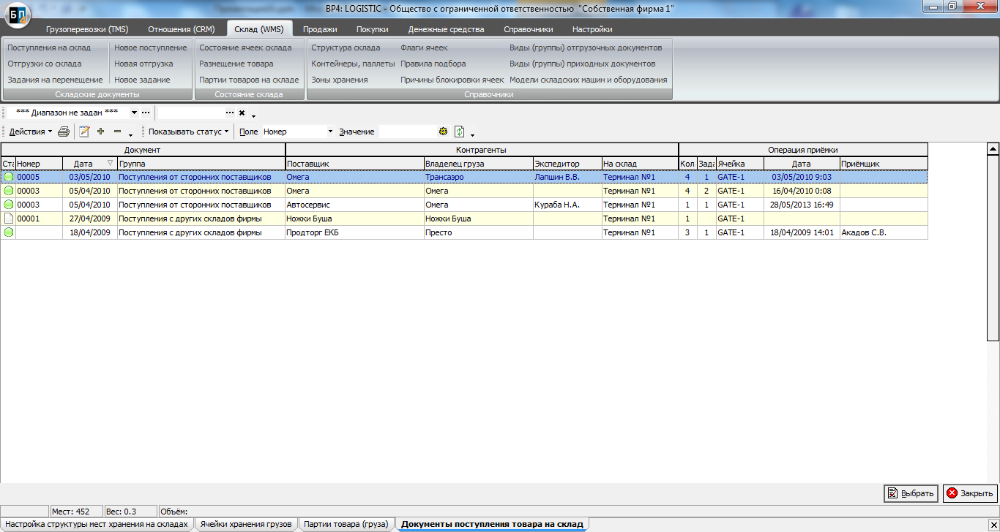 BP4: LOGISTIC - Общество с ограниченной ответственностью "Собственная фирма 1"
БП 4
Грузоперевозки (TMS) Отношения (CRM) Склад (WMS) Продажи Покупки Денежные средства Справочники Настройки
Поступления на склад Новое поступление Состояние ячеек склада Структура склада Флаги ячеек Виды (группы) отгрузочных документов
Отгрузки со склада Новая отгрузка Размещение товара Контейнеры, паллеты Правила подбора Виды (группы) приходных документов
Задания на перемещение Новое задание Партии товаров на складе Зоны хранения Причины блокировки ячеек Модели складских машин и оборудования
Складские документы Состояние склада Справочники
*** Диапазон не задан ***
Действия Показывать статус Поле Номер Значение
Документ Контрагенты Операция приёмки
Ста Номер Дата Группа Поставщик Владелец груза Экспедитор На склад Кол Зада Ячейка Дата Приёмщик
00005 03/05/2010 Поступления от сторонних поставщиков Омега Трансаэро Лапшин В.В. Терминал №1 4 1 GATE-1 03/05/2010 9:03
00003 05/04/2010 Поступления от сторонних поставщиков Омега Омега Терминал №1 4 2 GATE-1 16/04/2010 0:08
00003 05/04/2010 Поступления от сторонних поставщиков Автосервис Омега Кураба Н.А. Терминал №1 1 1 GATE-1 28/05/2013 16:49
00001 27/04/2009 Поступления с других складов фирмы Ножки Буша Ножки Буша Терминал №1 1 GATE-1
18/04/2009 Поступления с других складов фирмы Продторг ЕКБ Престо Терминал №1 3 1 GATE-1 18/04/2009 14:01 Акадов С.В.
Выбрать Закрыть
Мест: 452 Вес: 0.3 Объём:
Настройка структуры мест хранения на складах Ячейки хранения грузов Партии товара (груза) Документы поступления товара на склад